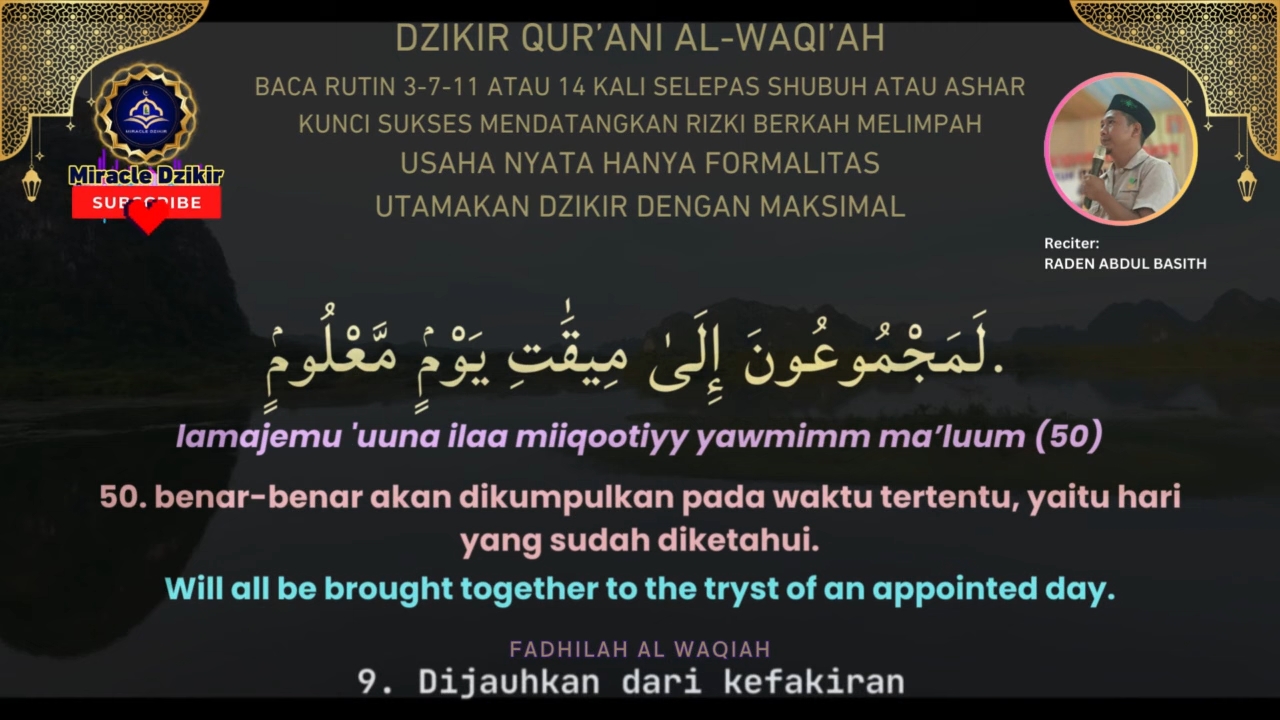 DZIKIR QUR'ANI AL-WAQI'AH
BACA RUTIN 3-7-11 ATAU 14 KALI SELEPAS SHUBUH ATAU ASHAR
KUNCI SUKSES MENDATANGKAN RIZKI BERKAH MELIMPAH
USAHA NYATA HANYA FORMALITAS
UTAMAKAN DZIKIR DENGAN MAKSIMAL
MIRACLE DZIKIR
Miracle Dzikir
SUBSCRIBE
Reciter:
RADEN ABDUL BASITH
لَمَجْمُوعُونَ إِلَىٰ مِيقَٰتِ يَوْمٍۢ مَّعْلُومٍۢ.
lamajemu 'uuna ilaa miiqootiyy yawmimm ma’luum (50)
50. benar-benar akan dikumpulkan pada waktu tertentu, yaitu hari
yang sudah diketahui.
Will all be brought together to the tryst of an appointed day.
FADHILAH AL WAQIAH
9. Dijauhkan dari kefakiran